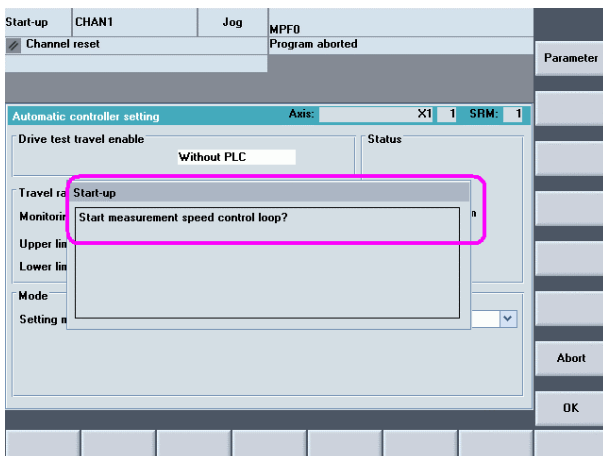 Start-up CHAN1 Jog MPF0
Channel reset Program aborted
Parameter
Automatic controller setting Axis: X1 1 SRM: 1
Drive test travel enable Status
Without PLC
Travel ra
Start-up
Monitorin
Start measurement speed control loop?
Upper lim
Lower lim
Mode
Setting m
Abort
OK